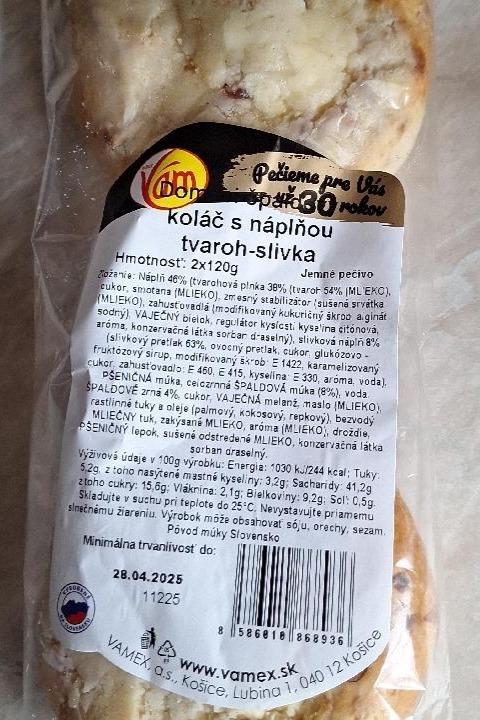 Vam
Pečieme pre Vás
už 30 rokov
koláč s náplňou
tvaroh-slivka
Hmotnosť: 2x120g
Jemné pečivo
Zloženie: Náplň 46% (tvarohová plnka 38% (tvaroh 54% (MLIEKO),
cukor, smotana (MLIEKO), zmesný stabilizátor (sušená srvátka
(MLIEKO), zahusťovadlá (modifikovaný kukuričný škrob, alginát
sodný), VAJEČNÝ bielok, regulátor kyslosti: kyselina citónová,
aróma, konzervačná látka sorban draselný), slivková náplň 8%
(slivkový pretlak 63%, ovocný pretlak, cukor, glukózovo -
fruktózový sirup, modifikovaný škrob: E 1422, karamelizovaný
cukor, zahusťovadlo: E 460, E 415, kyselina: E 330, aróma, voda),
PŠENIČNÁ múka, celozrnná ŠPALDOVÁ múka (8%), voda,
ŠPALDOVÉ zrná 4%, cukor, VAJEČNÁ melanž, maslo (MLIEKO),
rastlinné tuky a oleje (palmový, kokosový, repkový), bezvodý
MLIEČNY tuk, zakysané MLIEKO, aróma (MLIEKO), droždie,
PŠENIČNÝ lepok, sušené odstredené MLIEKO, konzervačná látka
sorban draselný.
Výživové údaje v 100g výrobku: Energia: 1030 kJ/244 kcal; Tuky:
5,2g, z toho nasýtené mastné kyseliny: 3,2g; Sacharidy: 41,2g
z toho cukry: 15,6g; Vláknina: 2,1g; Bielkoviny: 9,2g; Soľ: 0,5g.
Skladujte v suchu pri teplote do 25°C. Nevystavujte priamemu
slnečnému žiareniu. Výrobok môže obsahovať sóju, orechy, sezam.
Pôvod múky Slovensko
Minimálna trvanlivosť do:
28.04.2025
11225
8 586018 868936
www.vamex.sk
VAMEX, a.s., Košice, Lubina 1, 040 12 Košice